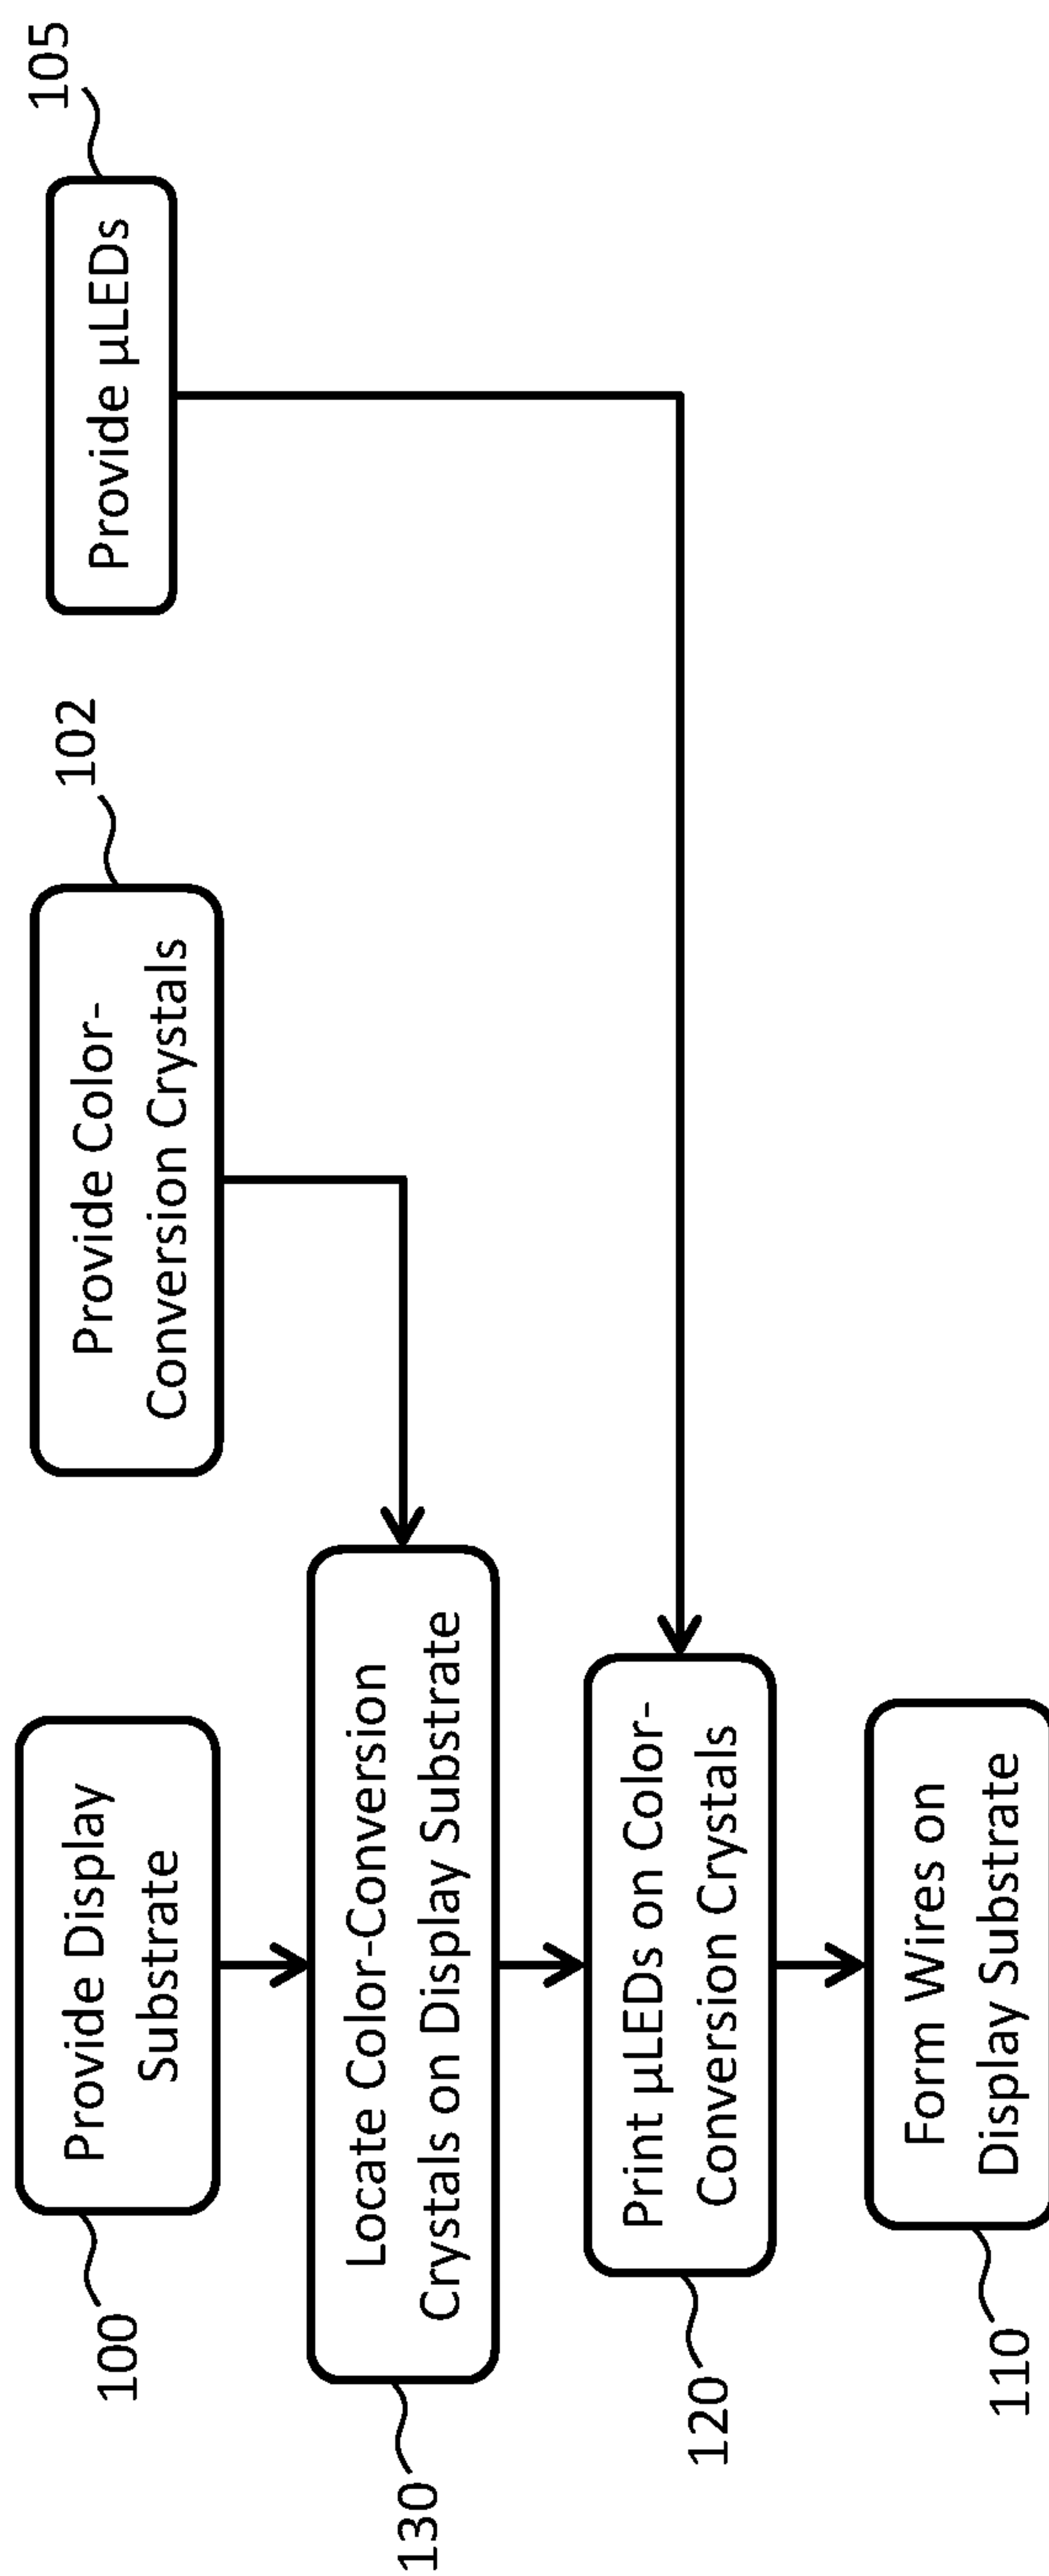 100
Provide Display
Substrate
Provide Color-
Conversion Crystals
102
Provide µLEDs
105
130
Locate Color-Conversion
Crystals on Display Substrate
120
Print µLEDs on Color-
Conversion Crystals
110
Form Wires on
Display Substrate